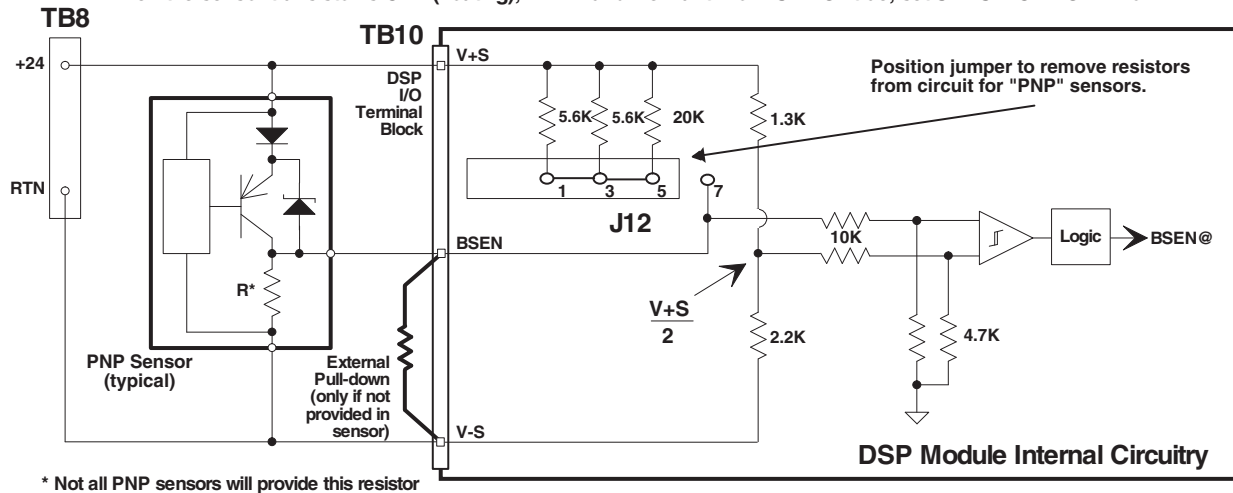 TB8
TB10
+24
RTN
V+S
DSP
I/O
Terminal
Block
5.6K
5.6K
20K
1.3K
Position jumper to remove resistors
from circuit for "PNP" sensors.
1
3
5
7
J12
BSEN
10K
Logic
BSEN@
R*
V+S
2
2.2K
4.7K
PNP Sensor
(typical)
External
Pull-down
(only if not
provided in
sensor)
V-S
DSP Module Internal Circuitry
* Not all PNP sensors will provide this resistor